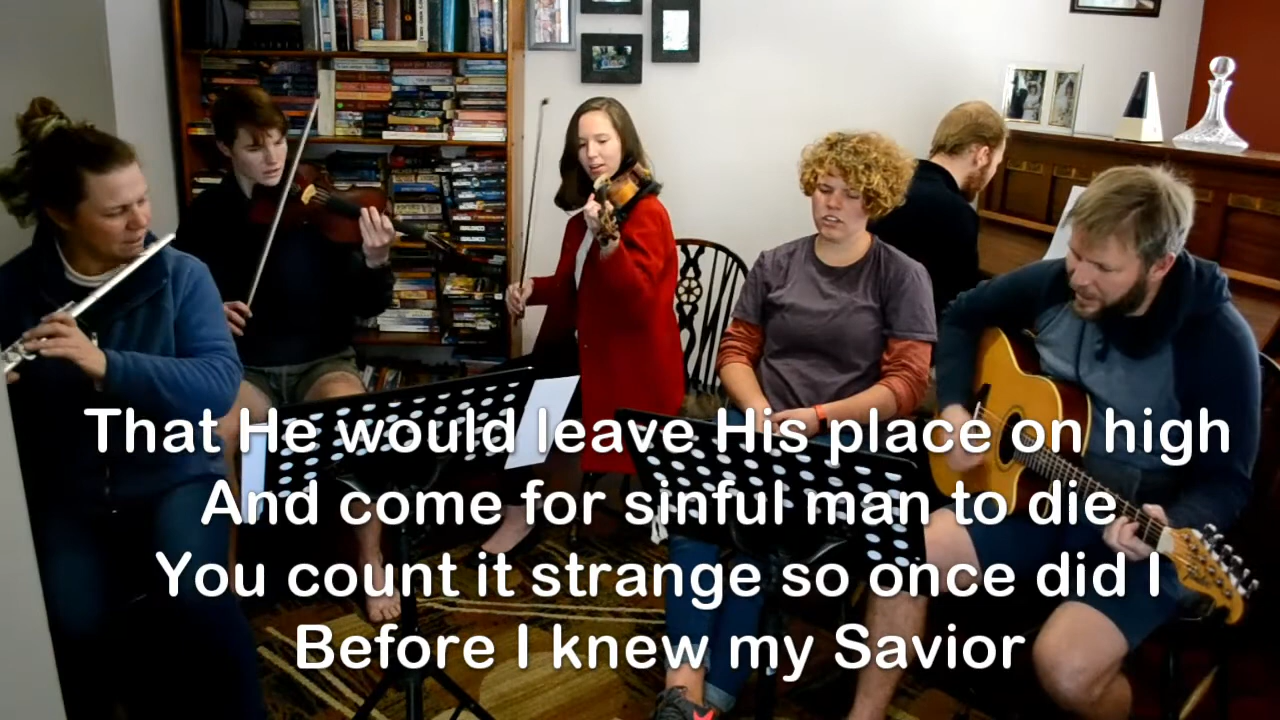 That He would leave His place on high
And come for sinful man to die
You count it strange so once did I
Before I knew my Savior